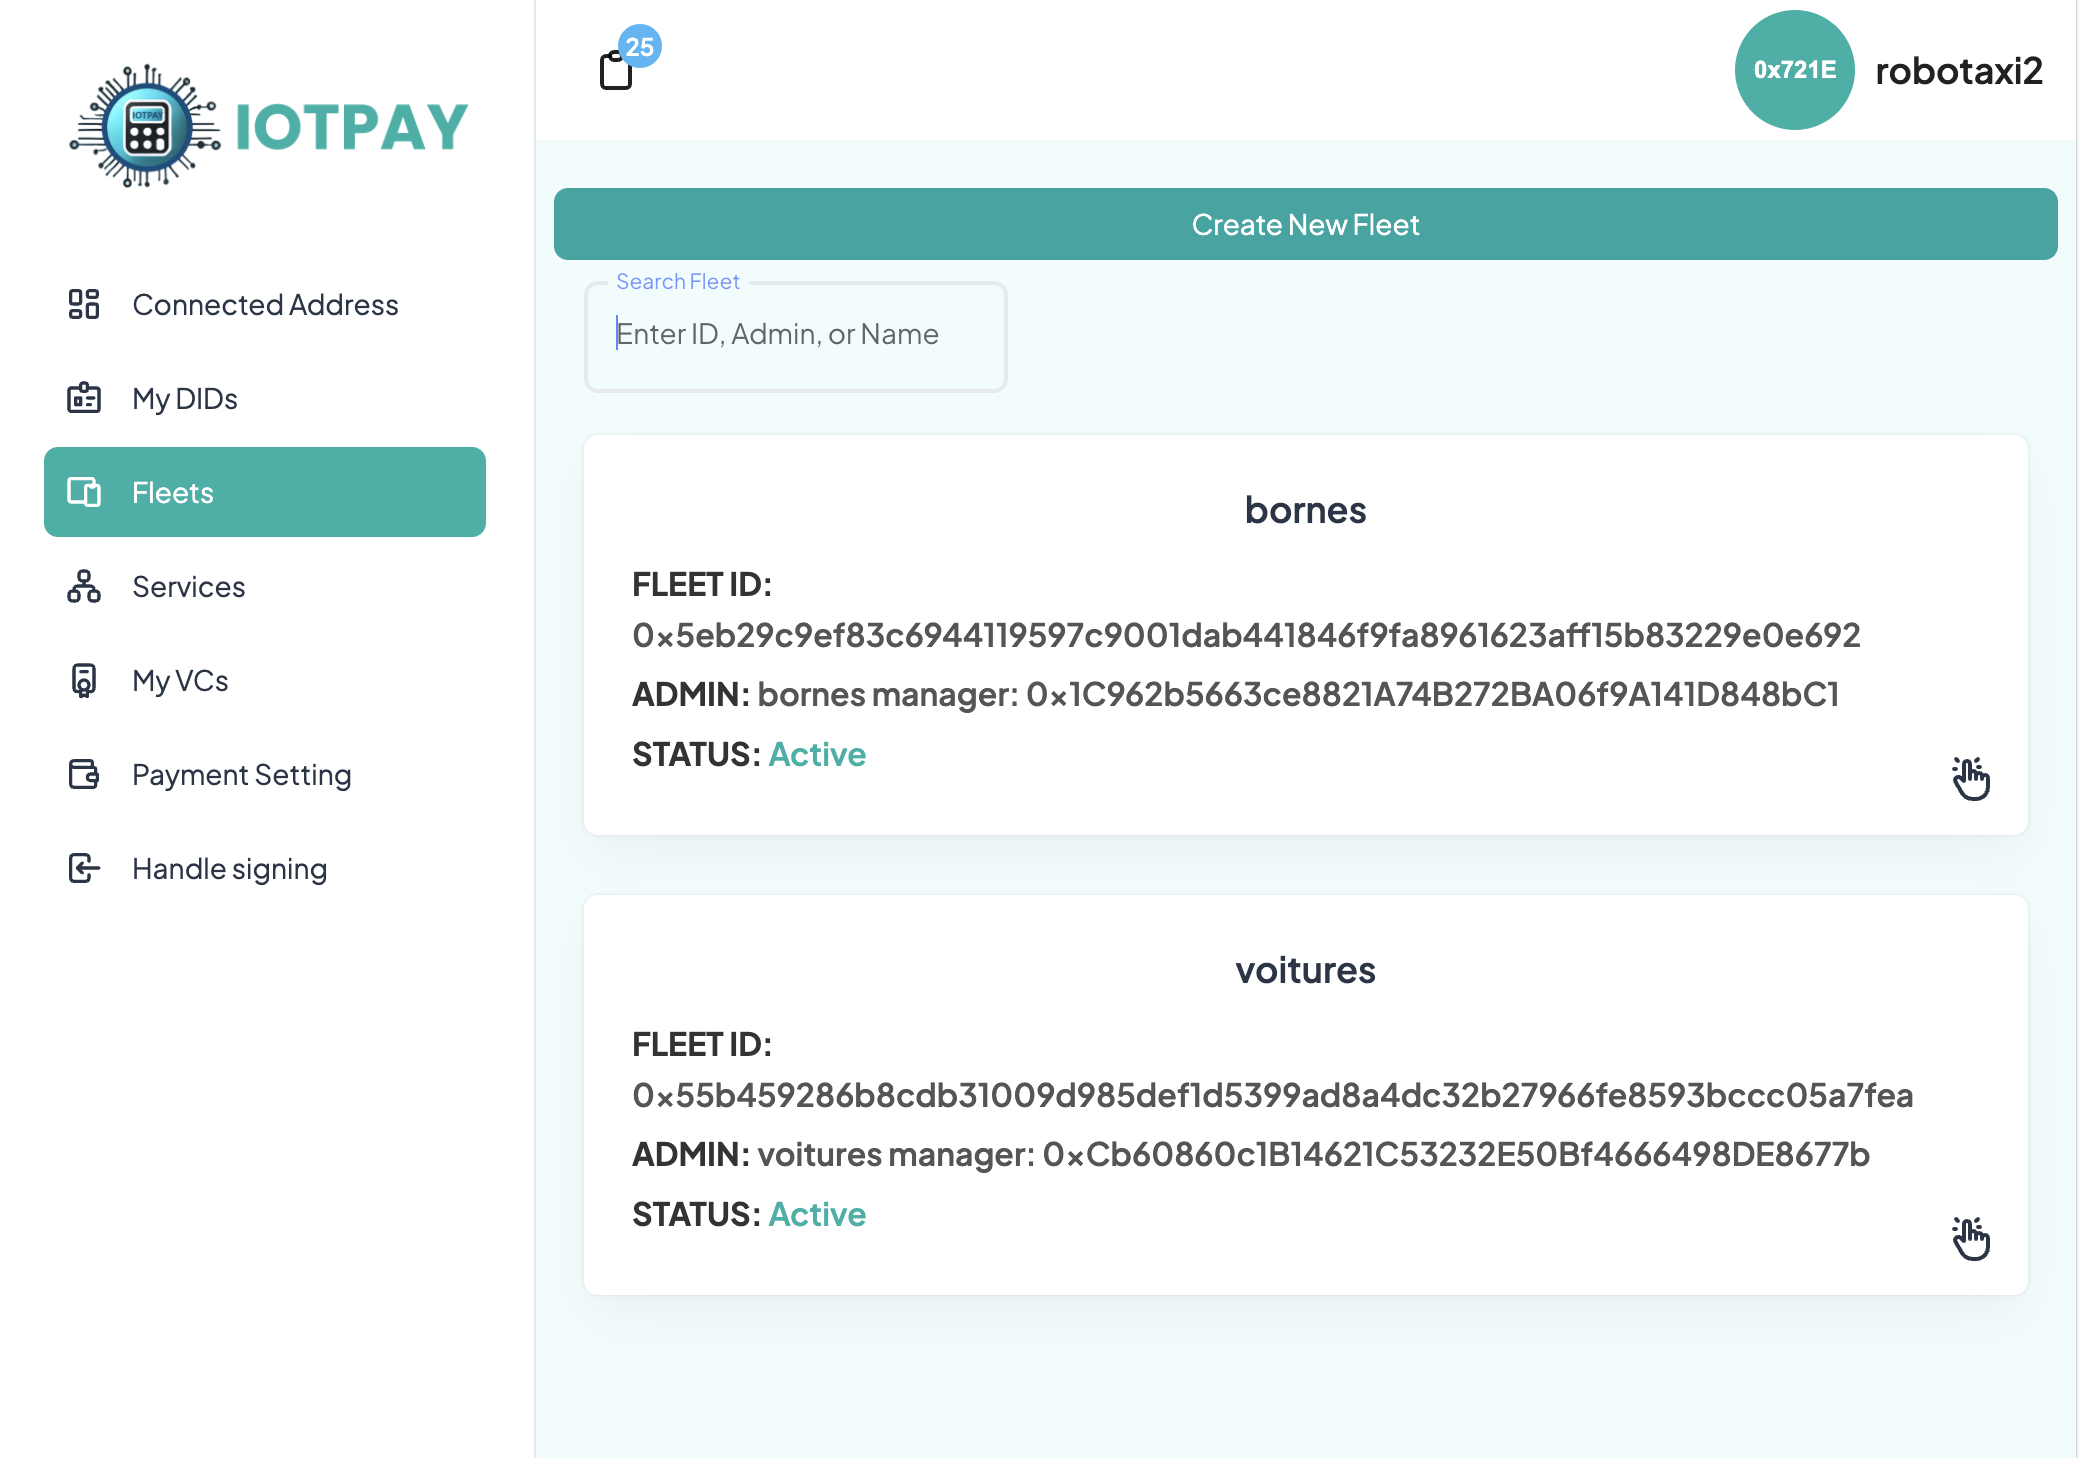 IOTPAY
IOTPAY
Connected Address
My DIDs
Fleets
Services
My VCs
Payment Setting
Handle signing
25
0x721E
robotaxi2
Create New Fleet
Search Fleet
Enter ID, Admin, or Name
bornes
FLEET ID:
0x5eb29c9ef83c6944119597c9001dab441846f9fa8961623aff15b83229e0e692
ADMIN: bornes manager: 0x1C962b5663ce8821A74B272BA06f9A141D848bC1
STATUS: Active
voitures
FLEET ID:
0x55b459286b8cdb31009d985def1d5399ad8a4dc32b27966fe8593bccc05a7fea
ADMIN: voitures manager: 0xCb60860c1B14621C53232E50Bf4666498DE8677b
STATUS: Active